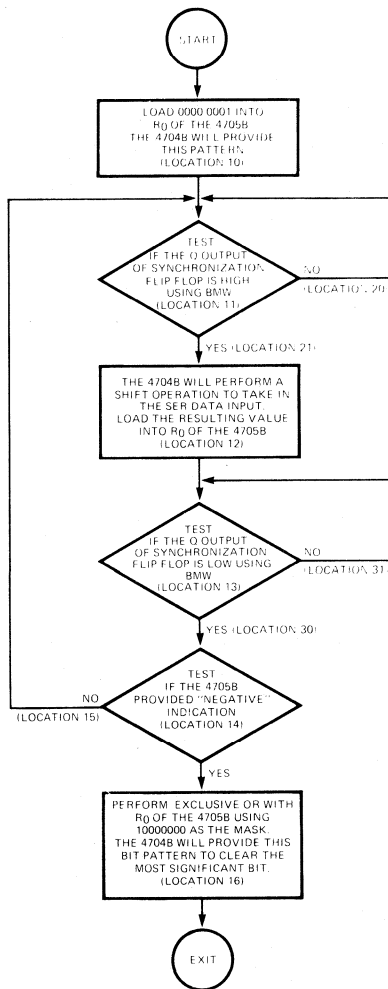 START
LOAD 0000 0001 INTO
R0 OF THE 4705B
THE 4704B WILL PROVIDE
THIS PATTERN
(LOCATION 10)
TEST
IF THE Q OUTPUT
OF SYNCHRONIZATION
FLIP FLOP IS HIGH
USING BMW
(LOCATION 11)
NO
(LOCATION 20)
YES (LOCATION 21)
THE 4704B WILL PERFORM A
SHIFT OPERATION TO TAKE IN
THE SER DATA INPUT.
LOAD THE RESULTING VALUE
INTO R0 OF THE 4705B
(LOCATION 12)
TEST
IF THE Q OUTPUT
OF SYNCHRONIZATION
FLIP FLOP IS LOW USING
BMW
(LOCATION 13)
NO
(LOCATION 31)
YES (LOCATION 30)
TEST
IF THE 4705B
PROVIDED "NEGATIVE"
INDICATION
(LOCATION 14)
NO
(LOCATION 15)
YES
PERFORM EXCLUSIVE OR WITH
R0 OF THE 4705B USING
10000000 AS THE MASK.
THE 4704B WILL PROVIDE THIS
BIT PATTERN TO CLEAR THE
MOST SIGNIFICANT BIT.
(LOCATION 16)
EXIT